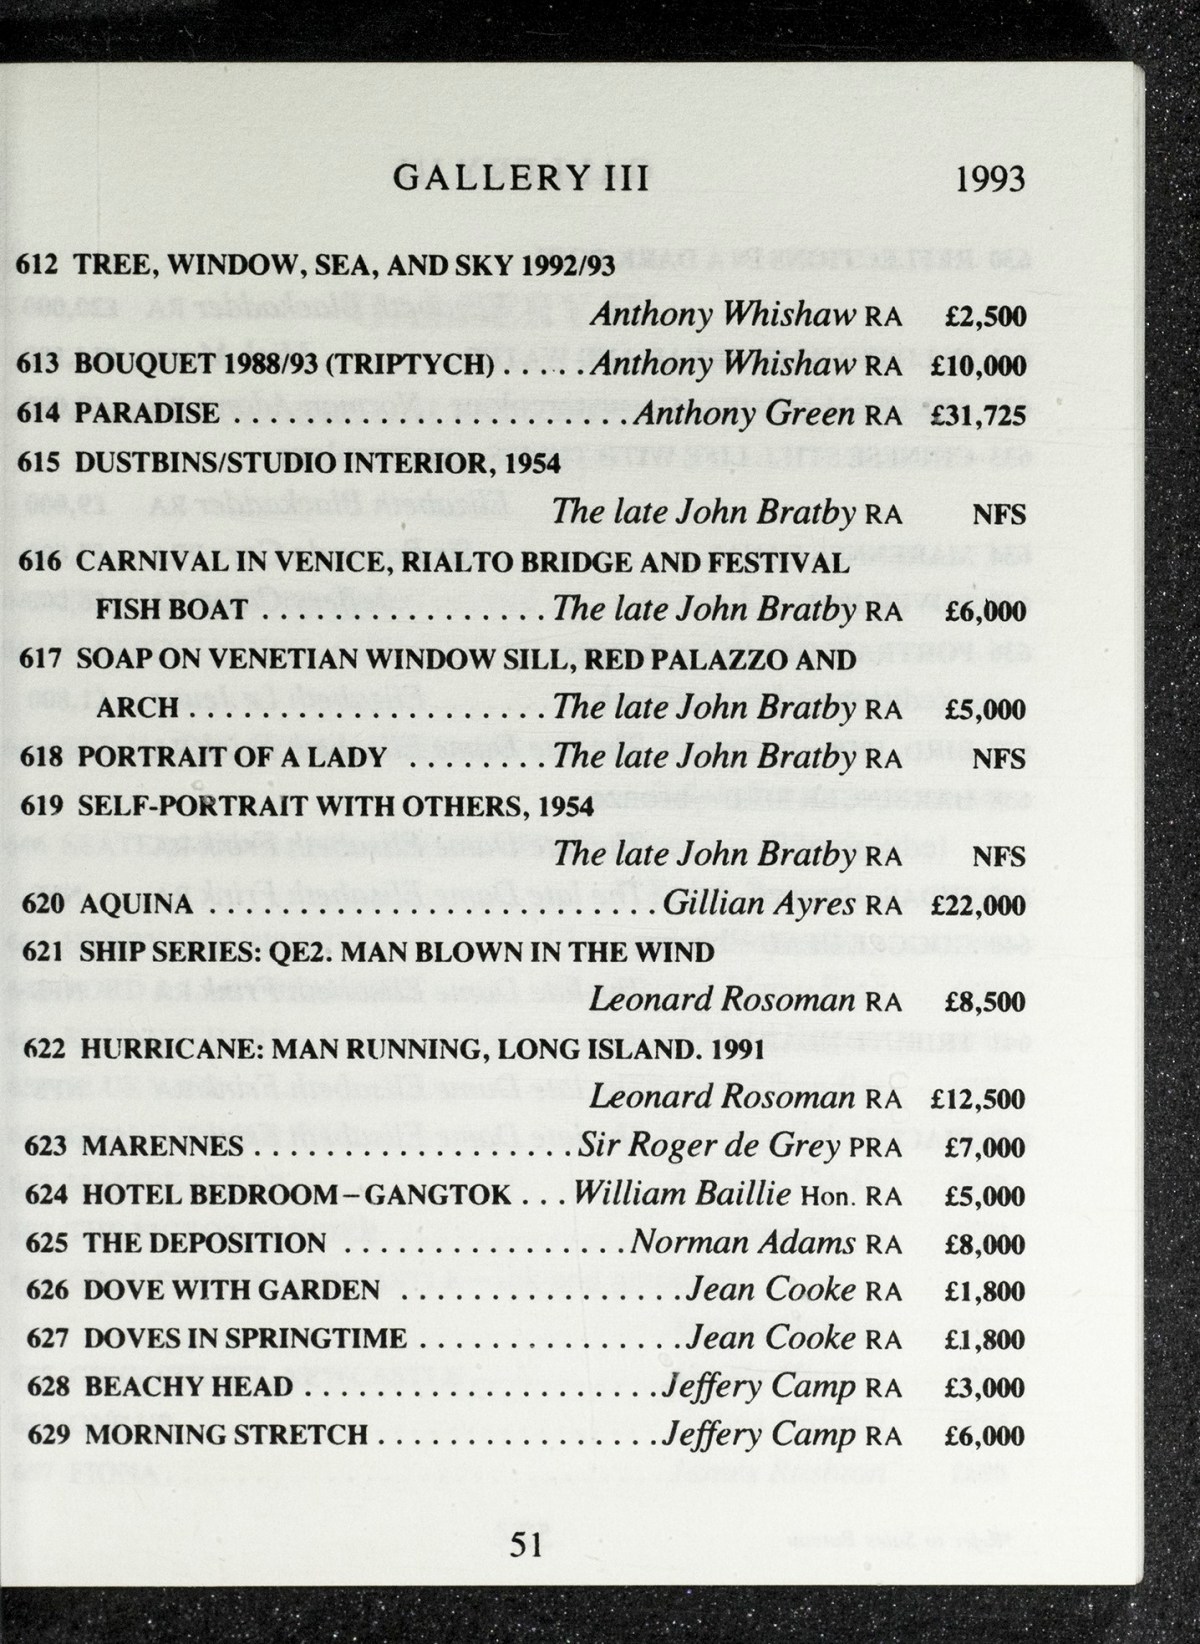 GALLERY III 1993
612 TREE, WINDOW, SEA, AND SKY 1992/93
Anthony Whishaw RA £2,500
613 BOUQUET 1988/93 (TRIPTYCH) ..... Anthony Whishaw RA £10,000
614 PARADISE ....................... Anthony Green RA £31,725
615 DUSTBINS/STUDIO INTERIOR, 1954
The late John Bratby RA NFS
616 CARNIVAL IN VENICE, RIALTO BRIDGE AND FESTIVAL
FISH BOAT ................. The late John Bratby RA £6,000
617 SOAP ON VENETIAN WINDOW SILL, RED PALAZZO AND
ARCH ..................... The late John Bratby RA £5,000
618 PORTRAIT OF A LADY ........ The late John Bratby RA NFS
619 SELF-PORTRAIT WITH OTHERS, 1954
The late John Bratby RA NFS
620 AQUINA .......................... Gillian Ayres RA £22,000
621 SHIP SERIES: QE2. MAN BLOWN IN THE WIND
Leonard Rosoman RA £8,500
622 HURRICANE: MAN RUNNING, LONG ISLAND. 1991
Leonard Rosoman RA £12,500
623 MARENNES ................... Sir Roger de Grey PRA £7,000
624 HOTEL BEDROOM–GANGTOK ... William Baillie Hon. RA £5,000
625 THE DEPOSITION ................. Norman Adams RA £8,000
626 DOVE WITH GARDEN ................. Jean Cooke RA £1,800
627 DOVES IN SPRINGTIME ................ Jean Cooke RA £1,800
628 BEACHY HEAD ..................... Jeffery Camp RA £3,000
629 MORNING STRETCH ................. Jeffery Camp RA £6,000
51